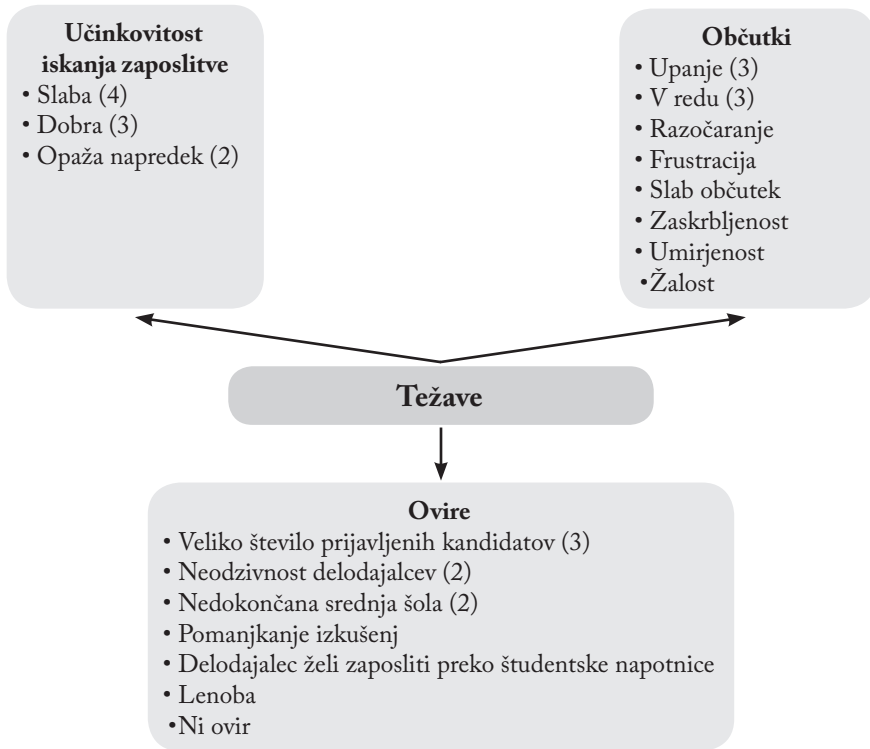 Učinkovitost
iskanja zaposlitve
• Slaba (4)
• Dobra (3)
• Opaža napredek (2)
Občutki
• Upanje (3)
• V redu (3)
• Razočaranje
• Frustracija
• Slab občutek
• Zaskrbljenost
• Umirjenost
•Žalost
Težave
Ovire
• Veliko število prijavljenih kandidatov (3)
• Neodzivnost delodajalcev (2)
• Nedokončana srednja šola (2)
• Pomanjkanje izkušenj
• Delodajalec želi zaposliti preko študentske napotnice
• Lenoba
•Ni ovir